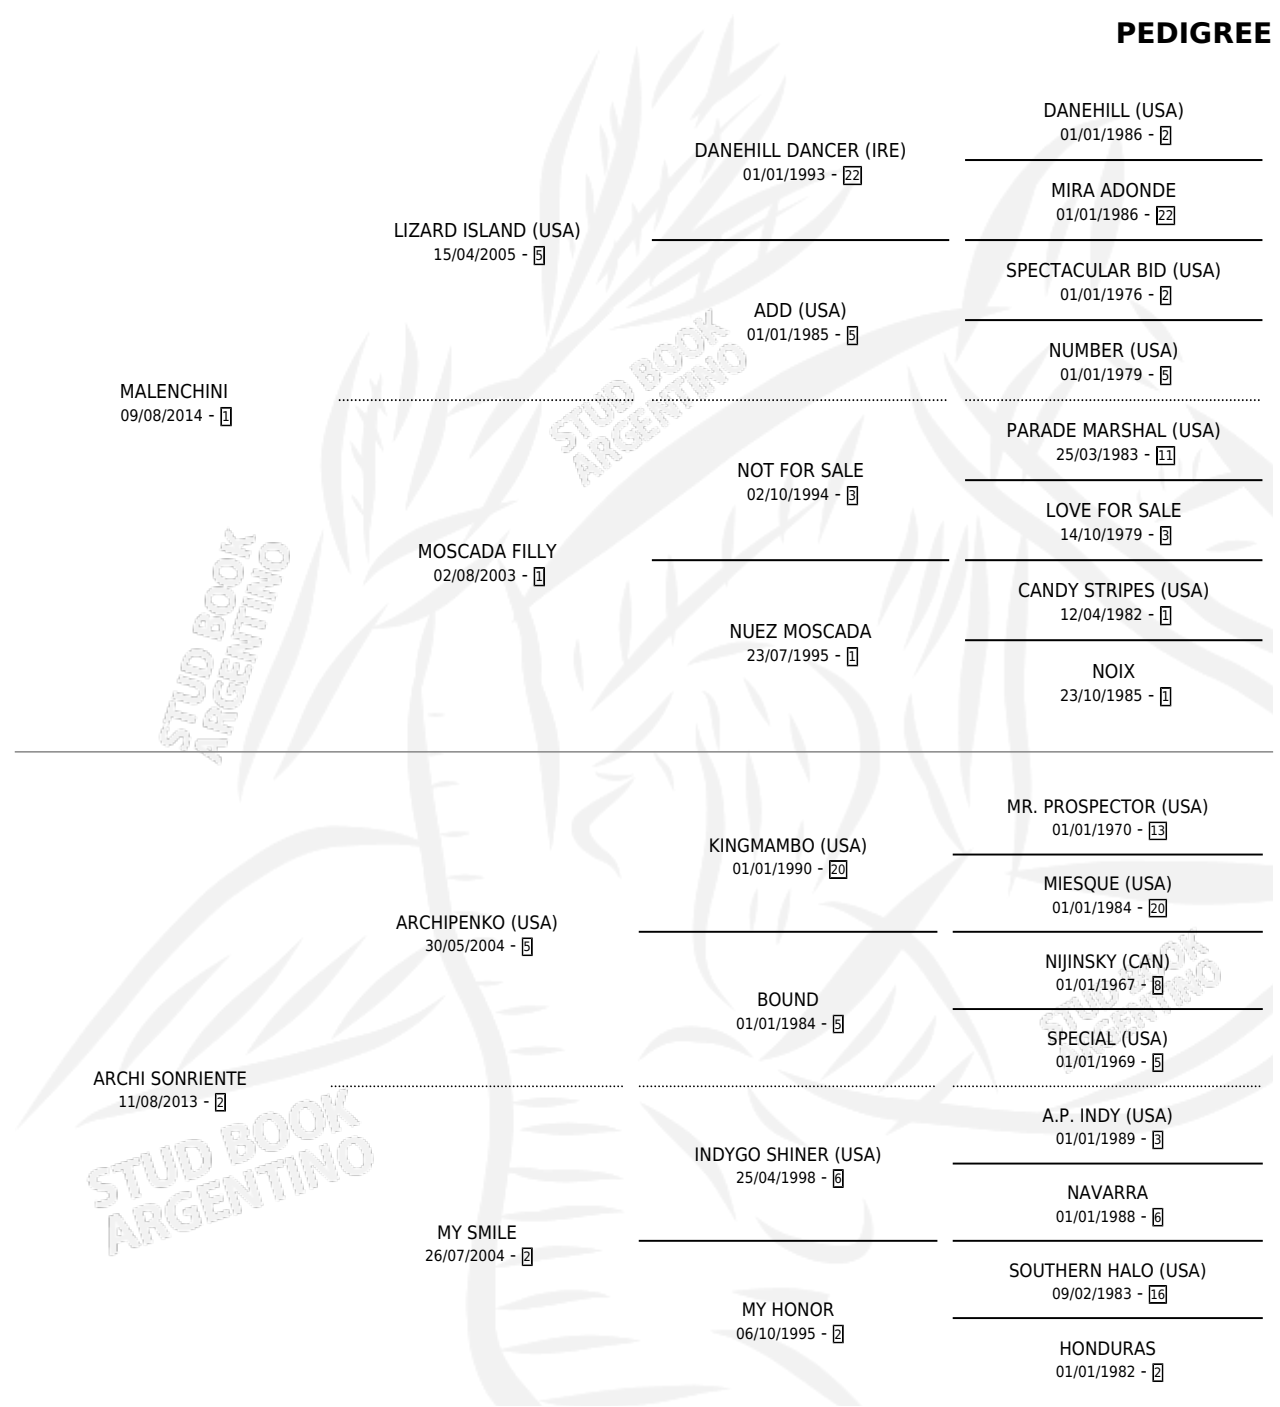 PEDIGREE
DANEHILL (USA)
01/01/1986 - 2
DANEHILL DANCER (IRE)
01/01/1993 - 22
MIRA ADONDE
01/01/1986 - 22
LIZARD ISLAND (USA)
15/04/2005 - 5
SPECTACULAR BID (USA)
01/01/1976 - 2
ADD (USA)
01/01/1985 - 5
NUMBER (USA)
01/01/1979 - 5
MALENCHINI
09/08/2014 - 1
PARADE MARSHAL (USA)
25/03/1983 - 11
NOT FOR SALE
02/10/1994 - 3
LOVE FOR SALE
14/10/1979 - 3
MOSCADA FILLY
02/08/2003 - 1
CANDY STRIPES (USA)
12/04/1982 - 1
NUEZ MOSCADA
23/07/1995 - 1
NOIX
23/10/1985 - 1
STUD BOOK
ARGENTINO
STUD BOOK
ARGENTINO
MR. PROSPECTOR (USA)
01/01/1970 - 13
KINGMAMBO (USA)
01/01/1990 - 20
MIESQUE (USA)
01/01/1984 - 20
ARCHIPENKO (USA)
30/05/2004 - 5
NIJINSKY (CAN)
01/01/1967 - 8
BOUND
01/01/1984 - 5
SPECIAL (USA)
01/01/1969 - 5
STUD BOOK
ARGENTINO
ARCHI SONRIENTE
11/08/2013 - 2
A.P. INDY (USA)
01/01/1989 - 3
INDYGO SHINER (USA)
25/04/1998 - 6
NAVARRA
01/01/1988 - 6
MY SMILE
26/07/2004 - 2
SOUTHERN HALO (USA)
09/02/1983 - 16
MY HONOR
06/10/1995 - 2
HONDURAS
01/01/1982 - 2
STUD BOOK
ARGENTINO